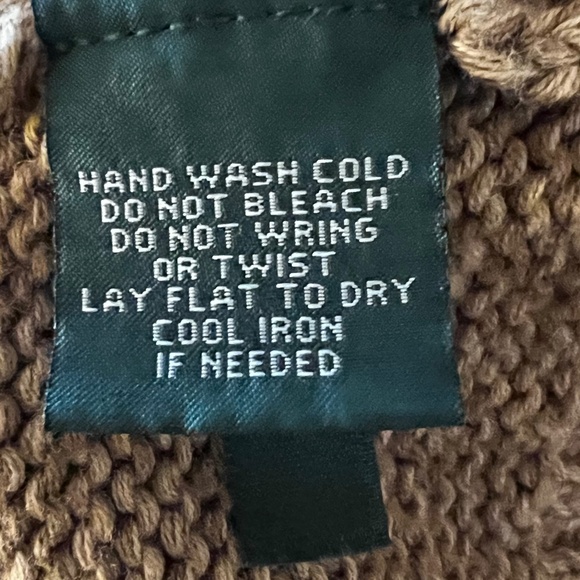 HAND WASH COLD
DO NOT BLEACH
DO NOT WRING
OR TWIST
LAY FLAT TO DRY
COOL IRON
IF NEEDED